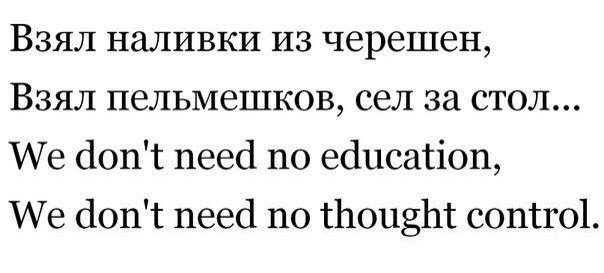 Взял наливки из черешен,
Взял пельмешков, сел за стол...
We don't need no education,
We don't need no thought control.